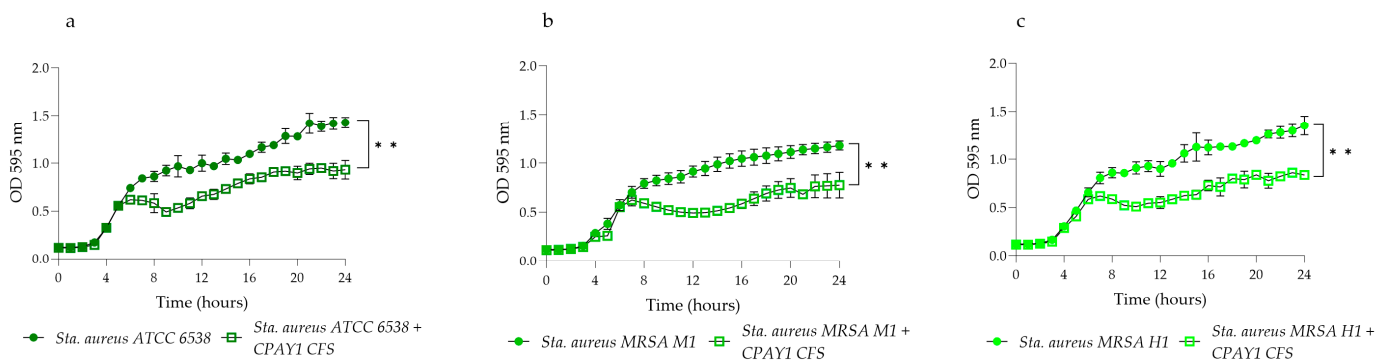 a
b
c
2.0
1.5
1.0
0.5
0.0
OD 595 nm
* *
0 4 8 12 16 20 24
Time (hours)
Sta. aureus ATCC 6538
Sta. aureus ATCC 6538 +
CPAY1 CFS
2.0
1.5
1.0
0.5
0.0
OD 595 nm
* *
0 4 8 12 16 20 24
Time (hours)
Sta. aureus MRSA M1
Sta. aureus MRSA M1 +
CPAY1 CFS
2.0
1.5
1.0
0.5
0.0
OD 595 nm
* *
0 4 8 12 16 20 24
Time (hours)
Sta. aureus MRSA H1
Sta. aureus MRSA H1 +
CPAY1 CFS